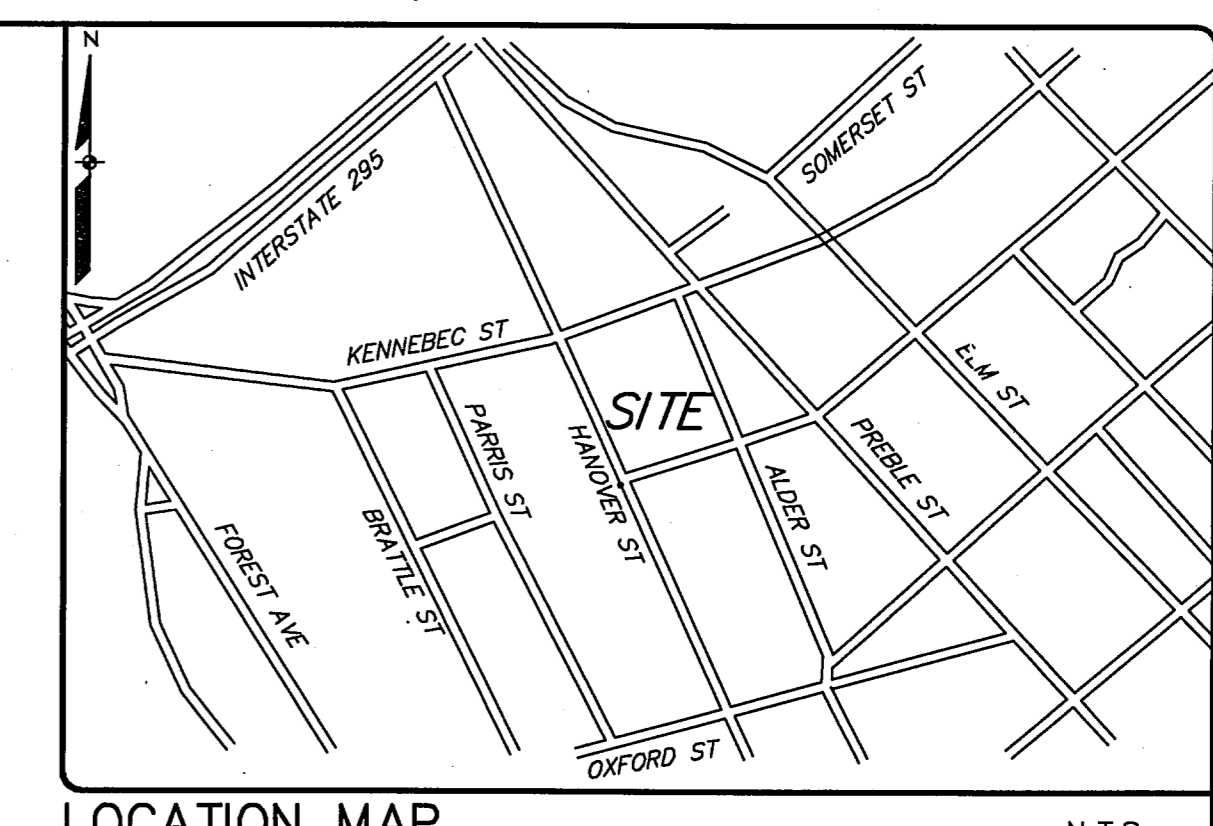 N
SOMERSET ST
INTERSTATE 295
KENNEBEC ST
ELM ST
SITE
PARRIS ST
HANOVER ST
PREBLE ST
ALDER ST
BRATTLE ST
FOREST AVE
OXFORD ST
LOCATION MAP
N.T.S.